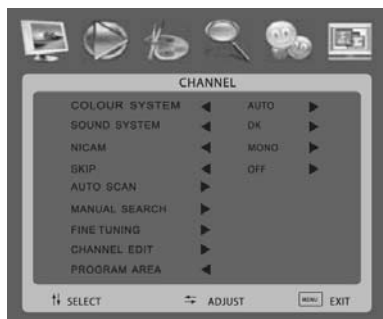 CHANNEL
COLOUR SYSTEM AUTO
SOUND SYSTEM DK
NICAM MONO
SKIP OFF
AUTO SCAN
MANUAL SEARCH
FINE TUNING
CHANNEL EDIT
PROGRAM AREA
SELECT ADJUST MENU EXIT